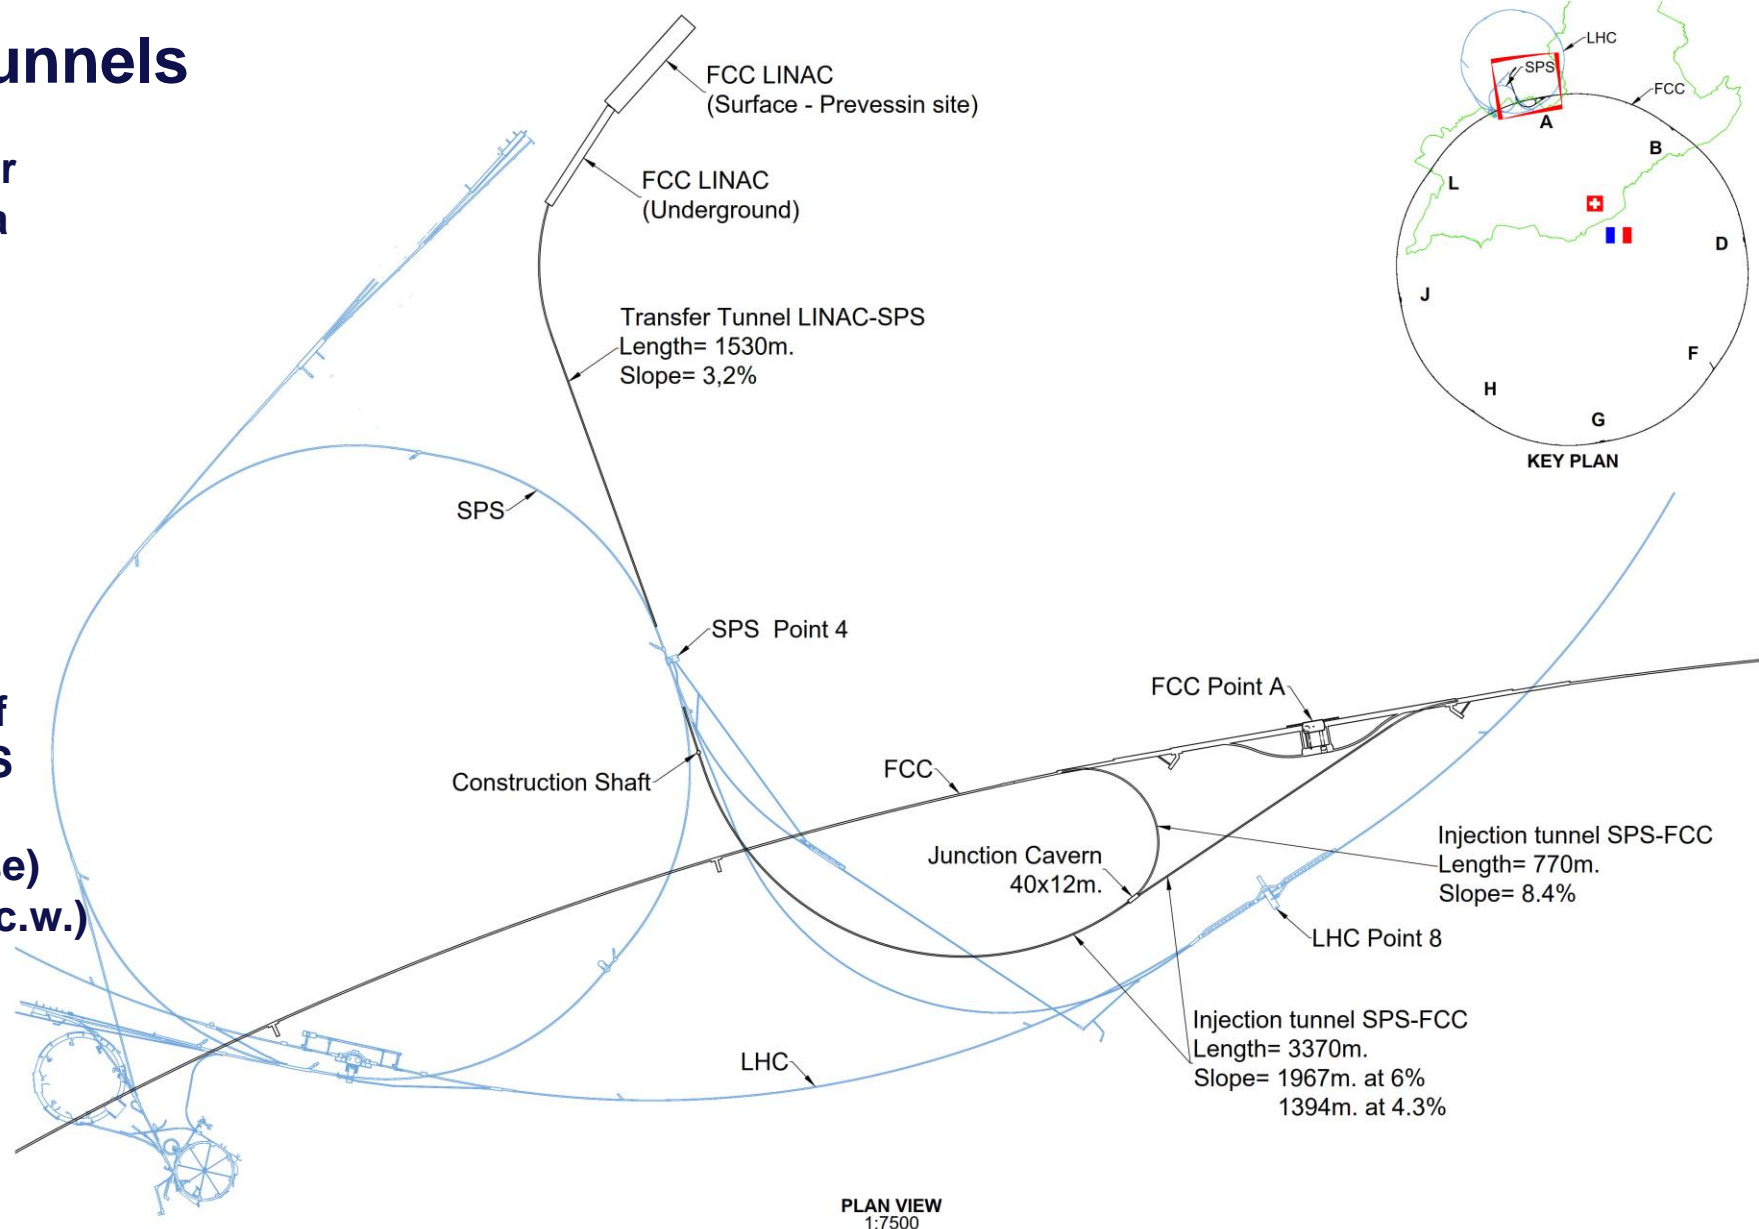 unnels
r
a
f
S
se)
c.w.)
FCC LINAC
(Surface - Prevessin site)
FCC LINAC
(Underground)
Transfer Tunnel LINAC-SPS
Length= 1530m.
Slope= 3,2%
SPS
SPS Point 4
Construction Shaft
FCC
FCC Point A
Junction Cavern
40x12m.
Injection tunnel SPS-FCC
Length= 770m.
Slope= 8.4%
LHC Point 8
Injection tunnel SPS-FCC
Length= 3370m.
Slope= 1967m. at 6%
1394m. at 4.3%
LHC
PLAN VIEW
1:7500
LHC
SPS
FCC
A
B
L
D
J
F
H
G
KEY PLAN